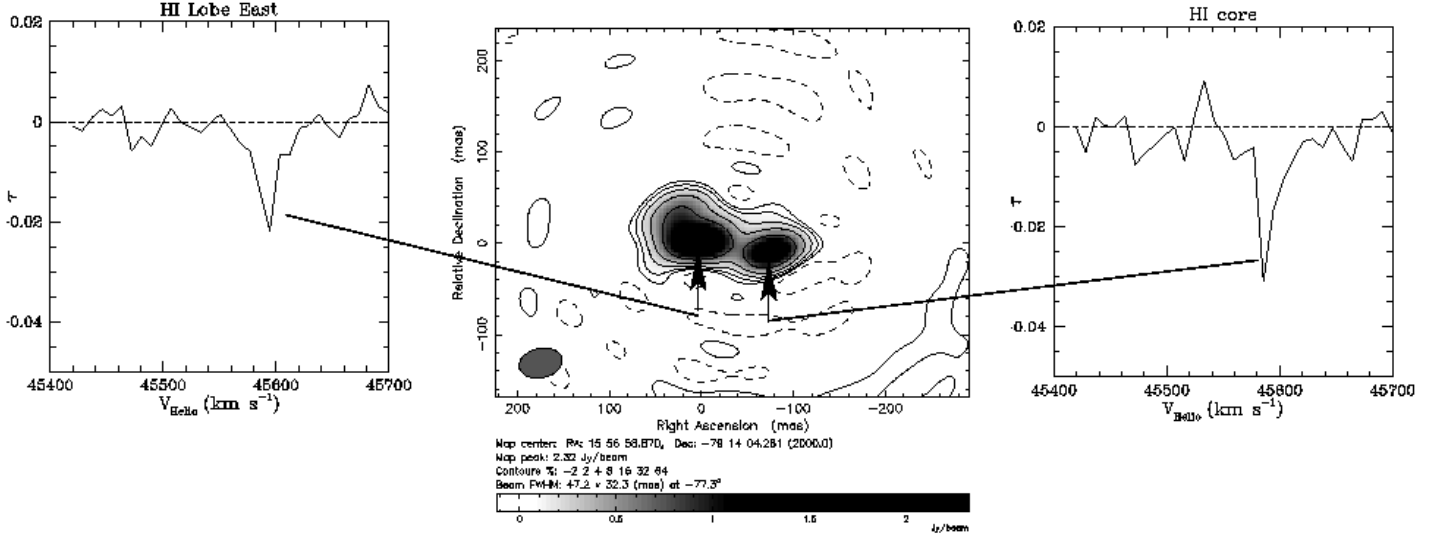 HI Lobe East
0.02
0
-0.02
-0.04
τ
45400 45500 45600 45700
V_Helio (km s⁻¹)
200
100
0
-100
Relative Declination (mas)
200 100 0 -100 -200
Right Ascension (mas)
Map center: RA: 15 56 58.870, Dec: -79 14 04.281 (2000.0)
Map peak: 2.32 Jy/beam
Contours %: -2 2 4 8 16 32 64
Beam FWHM: 47.2 x 32.3 (mas) at -77.3°
0 0.5 1 1.5 2
Jy/beam
HI core
0.02
0
-0.02
-0.04
τ
45400 45500 45600 45700
V_Helio (km s⁻¹)